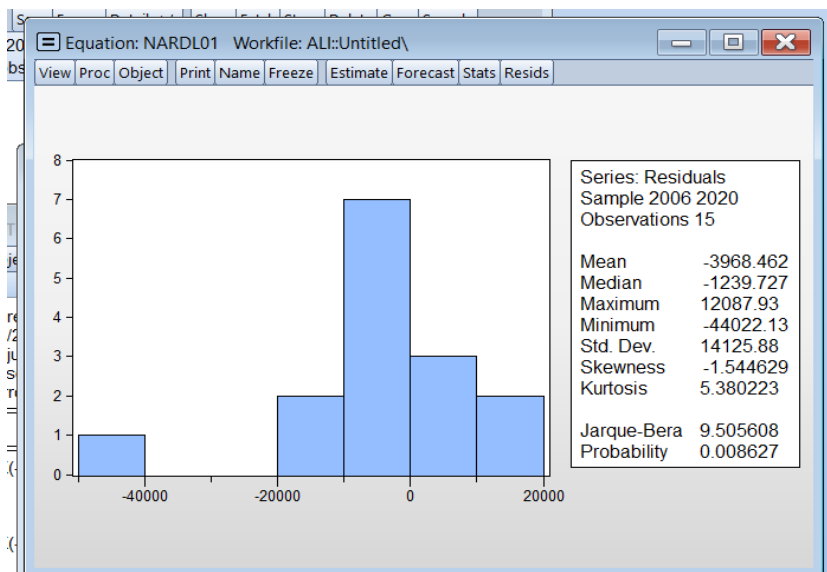 Equation: NARDL01 Workfile: ALI::Untitled\
View Proc Object Print Name Freeze Estimate Forecast Stats Resids
8
7
6
5
4
3
2
1
0
-40000 -20000 0 20000
Series: Residuals
Sample 2006 2020
Observations 15
Mean -3968.462
Median -1239.727
Maximum 12087.93
Minimum -44022.13
Std. Dev. 14125.88
Skewness -1.544629
Kurtosis 5.380223
Jarque-Bera 9.505608
Probability 0.008627